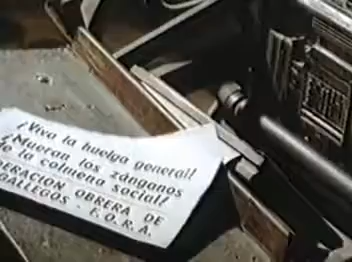 ¡Viva la huelga general!
¡Mueran los zánganos
de la colmena social!
ERACION OBRERA DE
GALLEGOS - F.O.R.A.